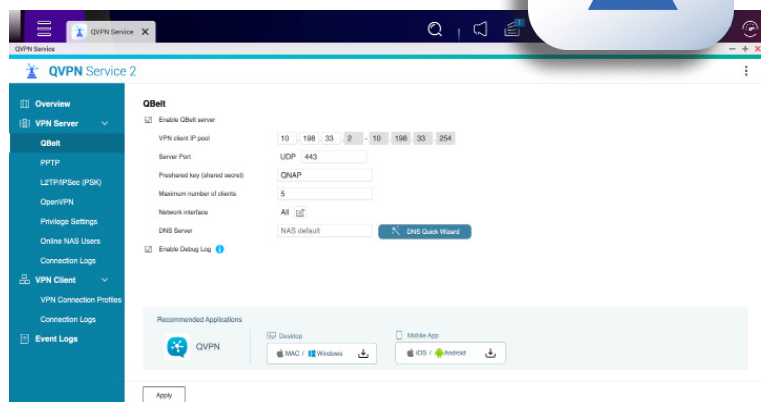 QVPN Service X
QVPN Service
QVPN Service 2
Overview
VPN Server
QBelt
PPTP
L2TP/IPSec (PSK)
OpenVPN
Privilege Settings
Online NAS Users
Connection Logs
VPN Client
VPN Connection Profiles
Connection Logs
Event Logs
QBelt
Enable QBelt server
VPN client IP pool 10 . 198 . 33 . 2 - 10 . 198 . 33 . 254
Server Port UDP 443
Preshared key (shared secret) QNAP
Maximum number of clients 5
Network interface All
DNS Server NAS default DNS Quick Wizard
Enable Debug Log
Recommended Applications
QVPN
Desktop
MAC / Windows
Mobile App
iOS / Android
Apply